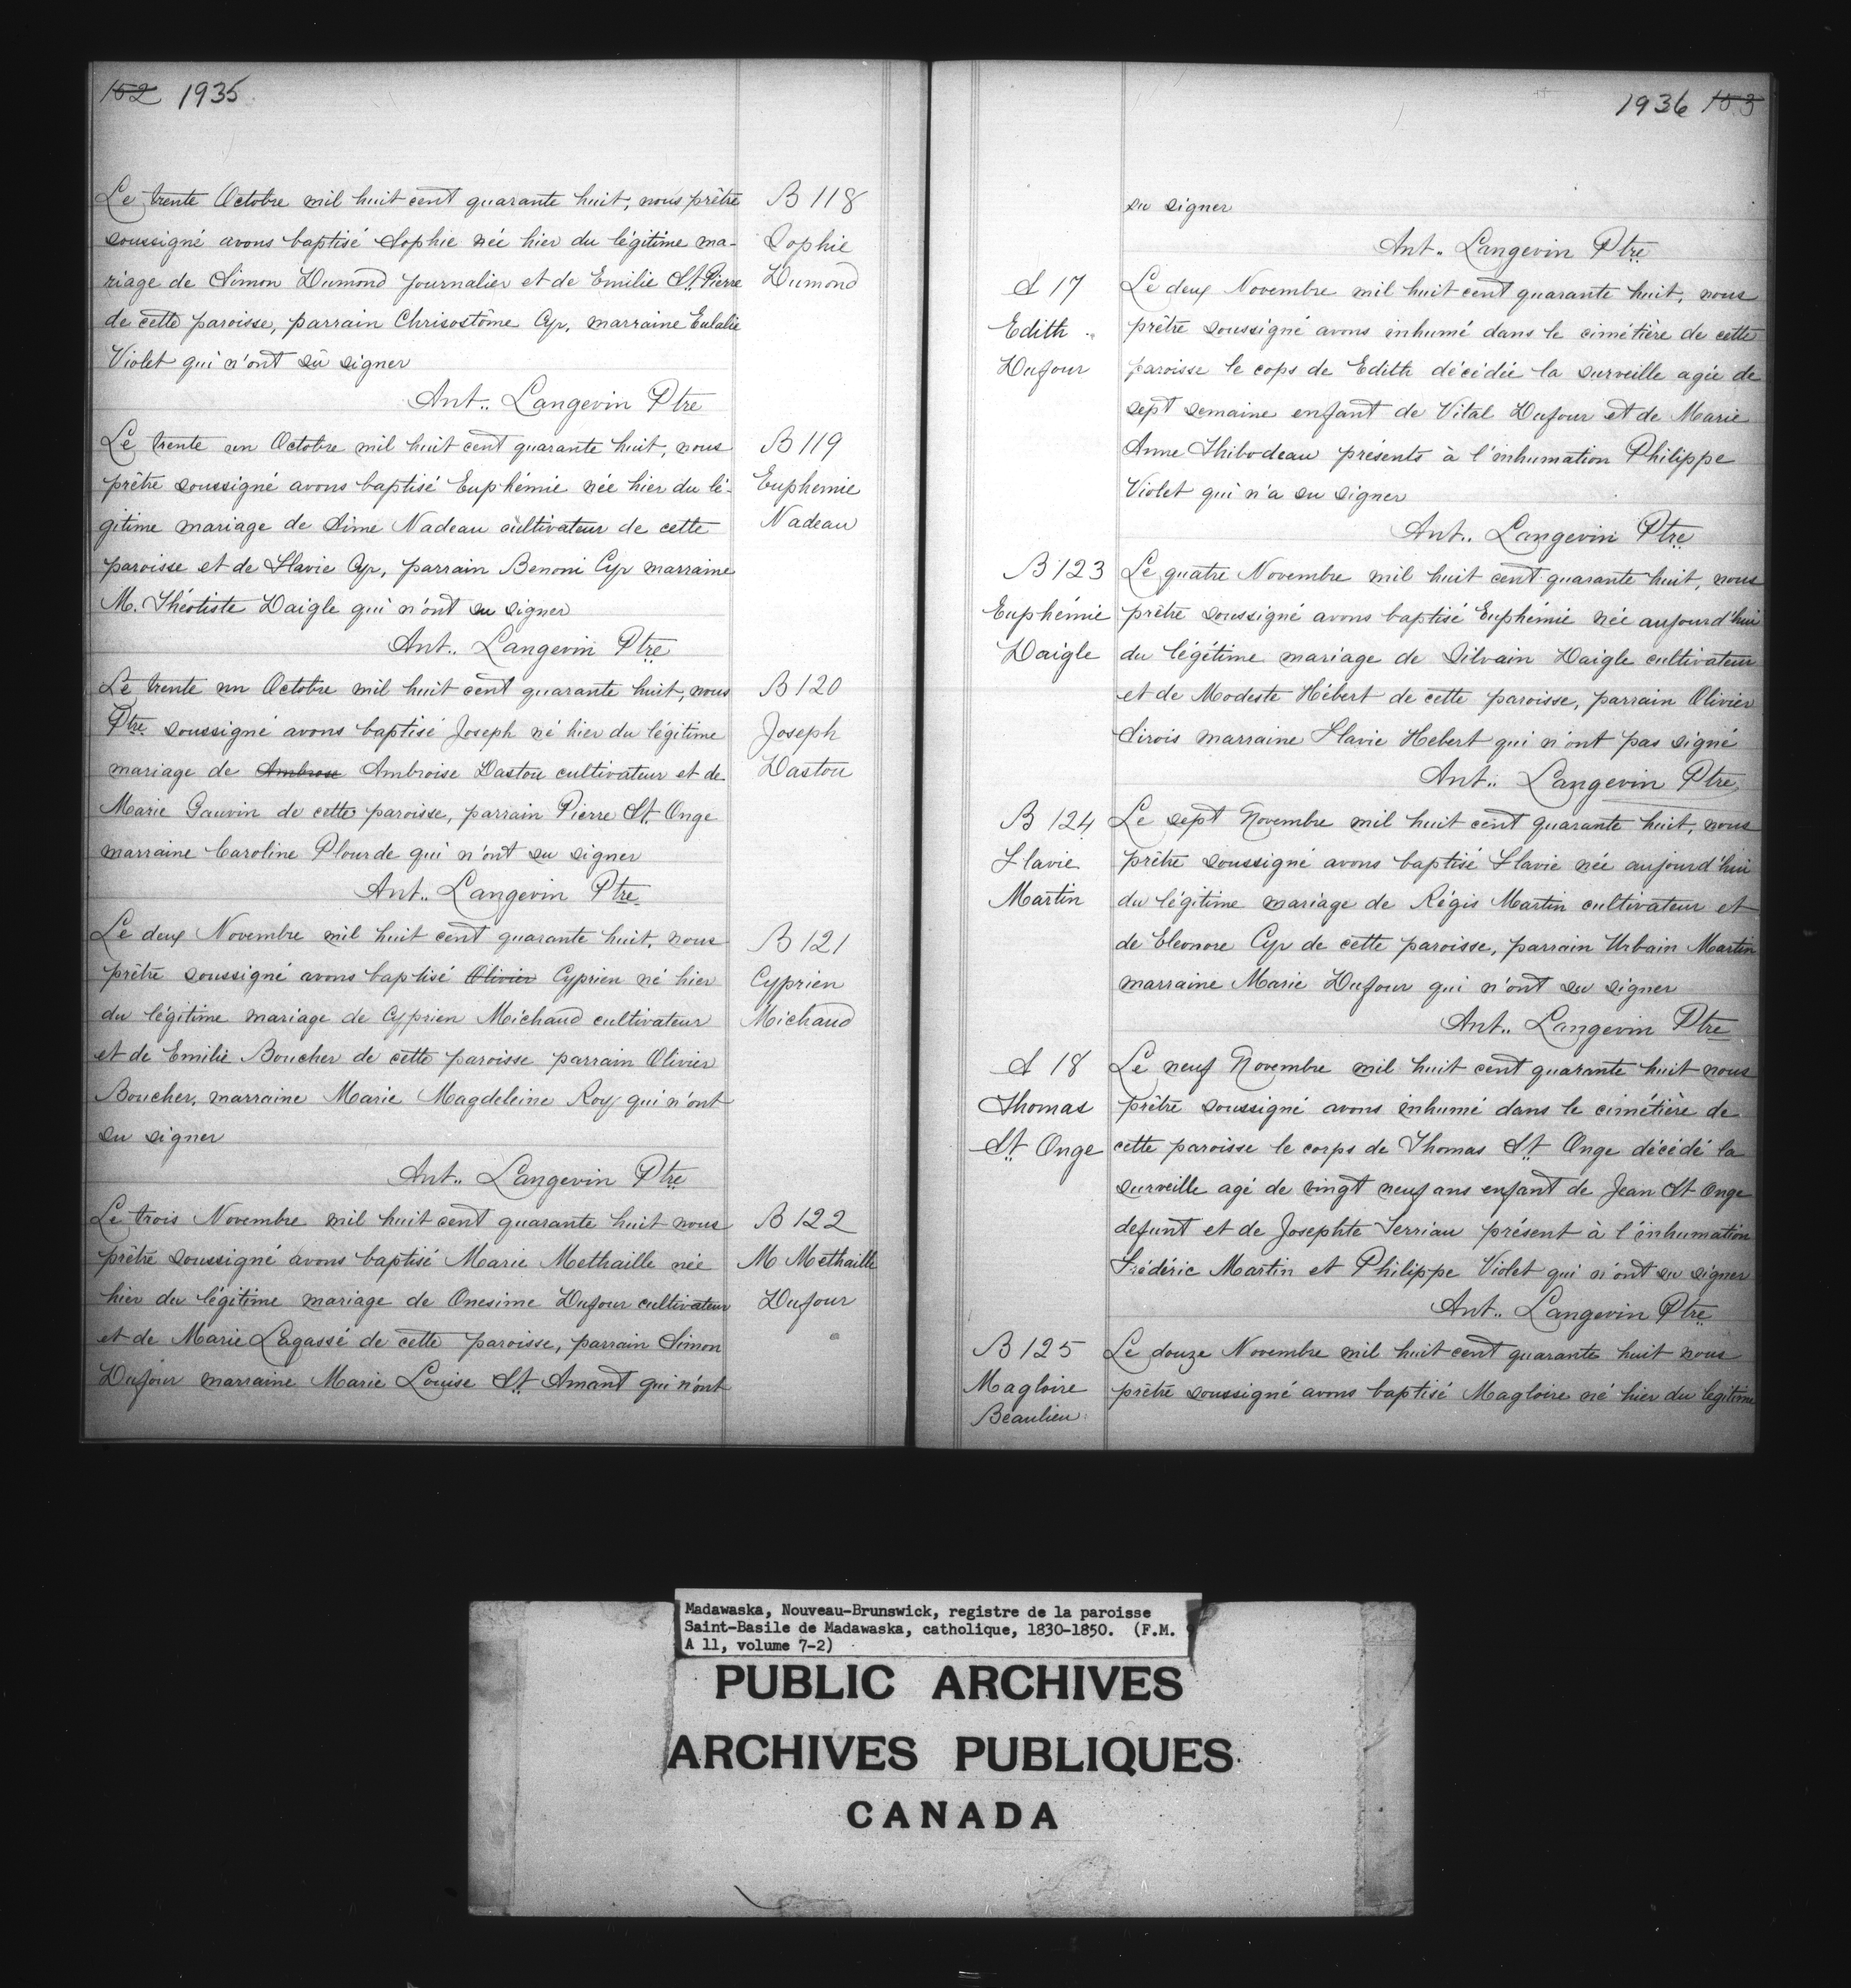 152 1935
Le trente Octobre mil huit cent quarante huit, nous prêtre
soussigné avons baptisé Sophie née hier du légitime ma-
riage de Simon Dumond journalier et de Emilie St. Pierre
de cette paroisse, parrain Chrisostôme Cyr, marraine Eulalie
Violet qui n'ont sû signer
Ant.. Langevin Ptre
B 118
Sophie
Dumond
Le trente un Octobre mil huit cent quarante huit, nous
prêtre soussigné avons baptisé Euphémie née hier du lé-
gitime mariage de Sime Nadeau cultivateur de cette
paroisse et de Flavie Cyr, parrain Benoni Cyr marraine
M. Théotiste Daigle qui n'ont su signer
Ant.. Langevin Ptre
B 119
Euphemie
Nadeau
Le trente un Octobre mil huit cent quarante huit, nous
Ptre soussigné avons baptisé Joseph né hier du légitime
mariage de Ambrose Ambroise Dastou cultivateur et de
Marie Gauvin de cette paroisse, parrain Pierre St. Onge
marraine Caroline Plourde qui n'ont su signer
Ant.. Langevin Ptre
B 120
Joseph
Dastou
Le deux Novembre mil huit cent quarante huit, nous
prêtre soussigné avons baptisé Olivier Cyprien né hier
du légitime mariage de Cyprien Michaud cultivateur
et de Emilie Boucher de cette paroisse parrain Olivier
Boucher, marraine Marie Magdeleine Roy qui n'ont
su signer
Ant.. Langevin Ptre
B 121
Cyprien
Michaud
Le trois Novembre mil huit cent quarante huit nous
prêtre soussigné avons baptisé Marie Methaille née
hier du légitime mariage de Onesime Dufour cultivateur
et de Marie Lagassé de cette paroisse, parrain Simon
Dufour marraine Marie Louise St. Amant qui n'ont
B 122
M Methaille
Dufour
1936 153
su signer
Ant.. Langevin Ptre
S 17
Edith
Dufour
Le deux Novembre mil huit cent quarante huit, nous
prêtre soussigné avons inhumé dans le cimétière de cette
paroisse le cops de Edith décédée la surveille agée de
sept semaine enfant de Vital Dufour et de Marie
Anne Thibodeau présents à l'inhumation Philippe
Violet qui n'a su signer
Ant.. Langevin Ptre
B 123
Euphémie
Daigle
Le quatre Novembre mil huit cent quarante huit, nous
prêtre soussigné avons baptisé Euphémie née aujourd'hui
du légétime mariage de Silvain Daigle cultivateur
et de Modeste Hébert de cette paroisse, parrain Olivier
Sirois marraine Flavie Hebert qui n'ont pas signé
Ant.. Langevin Ptre
B 124
Flavie
Martin
Le sept Novembre mil huit cent quarante huit, nous
prêtre soussigné avons baptisé Flavie née aujourd'hui
du légitime mariage de Régis Martin cultivateur et
de Eleonore Cyr de cette paroisse, parrain Urbain Martin
marraine Marie Dufour qui n'ont su signer
Ant.. Langevin Ptre
S 18
Thomas
St. Onge
Le neuf Novembre mil huit cent quarante huit nous
prêtre soussigné avons inhumé dans le cimétière de
cette paroisse le corps de Thomas St. Onge décédé la
surveille agé de vingt neuf ans enfant de Jean St Onge
defunt et de Josephte Terriau présent à l'inhumation
Frédéric Martin et Philippe Violet qui n'ont su signer
Ant.. Langevin Ptre
B 125
Magloire
Beaulieu
Le douze Novembre mil huit cent quarante huit nous
prêtre soussigné avons baptisé Magloire né hier du legitime
Madawaska, Nouveau-Brunswick, registre de la paroisse
Saint-Basile de Madawaska, catholique, 1830-1850. (F.M.
A 11, volume 7-2)
PUBLIC ARCHIVES
ARCHIVES PUBLIQUES
CANADA